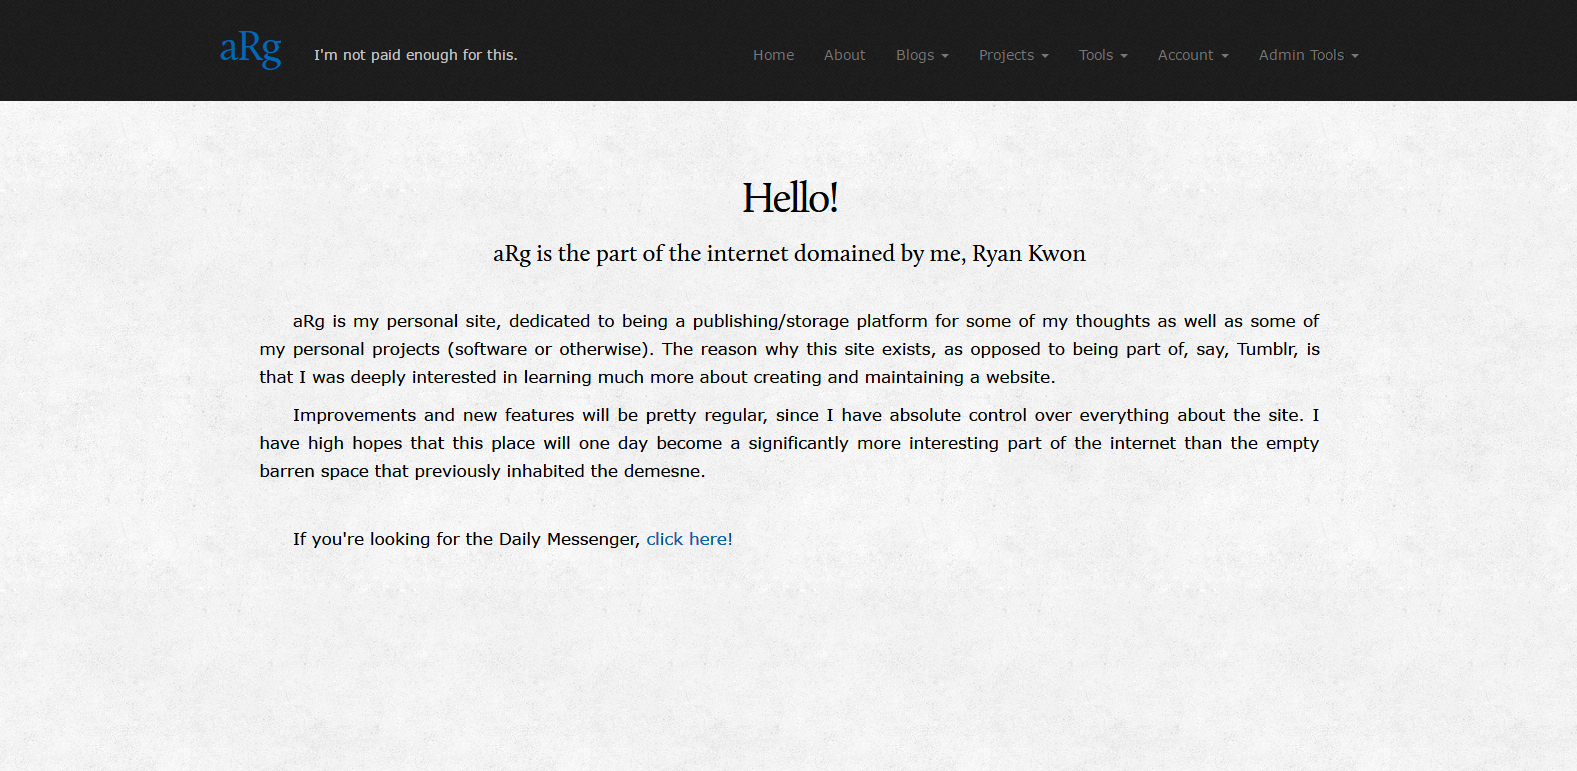 aRg
I'm not paid enough for this.
Home About Blogs Projects Tools Account Admin Tools
Hello!
aRg is the part of the internet domained by me, Ryan Kwon
aRg is my personal site, dedicated to being a publishing/storage platform for some of my thoughts as well as some of
my personal projects (software or otherwise). The reason why this site exists, as opposed to being part of, say, Tumblr, is
that I was deeply interested in learning much more about creating and maintaining a website.
Improvements and new features will be pretty regular, since I have absolute control over everything about the site. I
have high hopes that this place will one day become a significantly more interesting part of the internet than the empty
barren space that previously inhabited the demesne.
If you're looking for the Daily Messenger, click here!